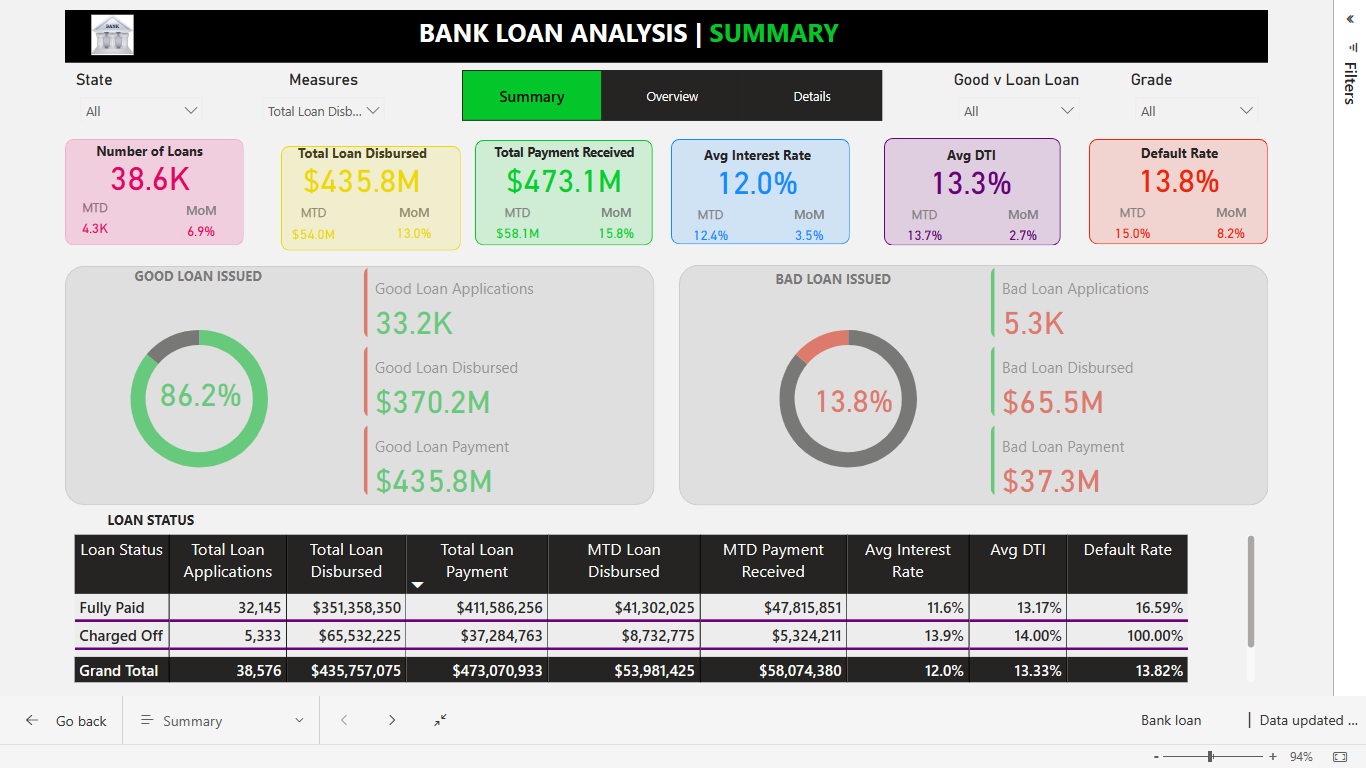 BANK
BANK LOAN ANALYSIS | SUMMARY
«
Filters
State
Measures
Good v Loan Loan
Grade
All
Total Loan Disb...
Summary
Overview
Details
All
All
Number of Loans
38.6K
MTD
MoM
4.3K
6.9%
Total Loan Disbursed
$435.8M
MTD
MoM
$54.0M
13.0%
Total Payment Received
$473.1M
MTD
MoM
$58.1M
15.8%
Avg Interest Rate
12.0%
MTD
MoM
12.4%
3.5%
Avg DTI
13.3%
MTD
MoM
13.7%
2.7%
Default Rate
13.8%
MTD
MoM
15.0%
8.2%
GOOD LOAN ISSUED
86.2%
Good Loan Applications
33.2K
Good Loan Disbursed
$370.2M
Good Loan Payment
$435.8M
BAD LOAN ISSUED
13.8%
Bad Loan Applications
5.3K
Bad Loan Disbursed
$65.5M
Bad Loan Payment
$37.3M
LOAN STATUS
Loan Status Total Loan Applications Total Loan Disbursed Total Loan Payment MTD Loan Disbursed MTD Payment Received Avg Interest Rate Avg DTI Default Rate
Fully Paid 32,145 $351,358,350 $411,586,256 $41,302,025 $47,815,851 11.6% 13.17% 16.59%
Charged Off 5,333 $65,532,225 $37,284,763 $8,732,775 $5,324,211 13.9% 14.00% 100.00%
Grand Total 38,576 $435,757,075 $473,070,933 $53,981,425 $58,074,380 12.0% 13.33% 13.82%
Go back
Summary
Bank loan
| Data updated ...
- + 94%